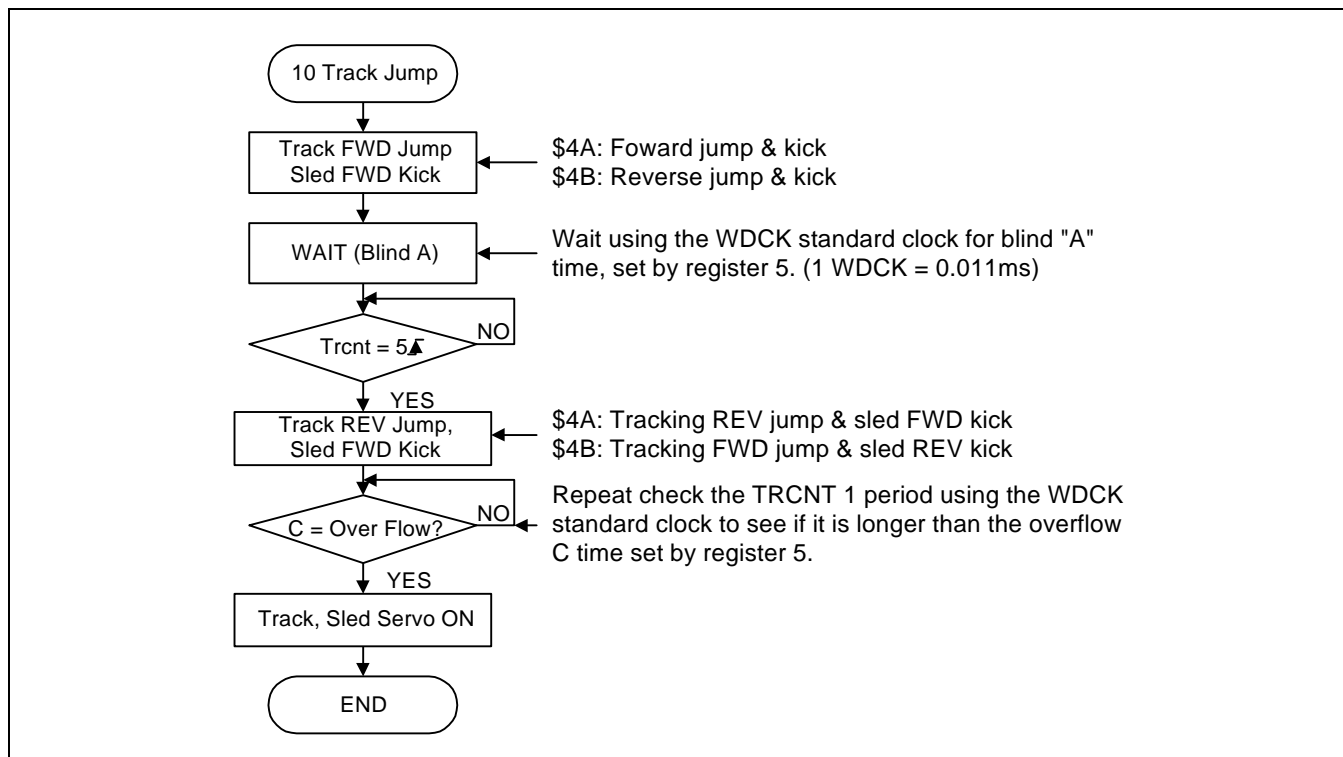 10 Track Jump
Track FWD Jump
Sled FWD Kick
$4A: Foward jump & kick
$4B: Reverse jump & kick
WAIT (Blind A)
Wait using the WDCK standard clock for blind "A"
time, set by register 5. (1 WDCK = 0.011ms)
Trcnt = 5
NO
YES
Track REV Jump,
Sled FWD Kick
$4A: Tracking REV jump & sled FWD kick
$4B: Tracking FWD jump & sled REV kick
C = Over Flow?
NO
Repeat check the TRCNT 1 period using the WDCK
standard clock to see if it is longer than the overflow
C time set by register 5.
YES
Track, Sled Servo ON
END